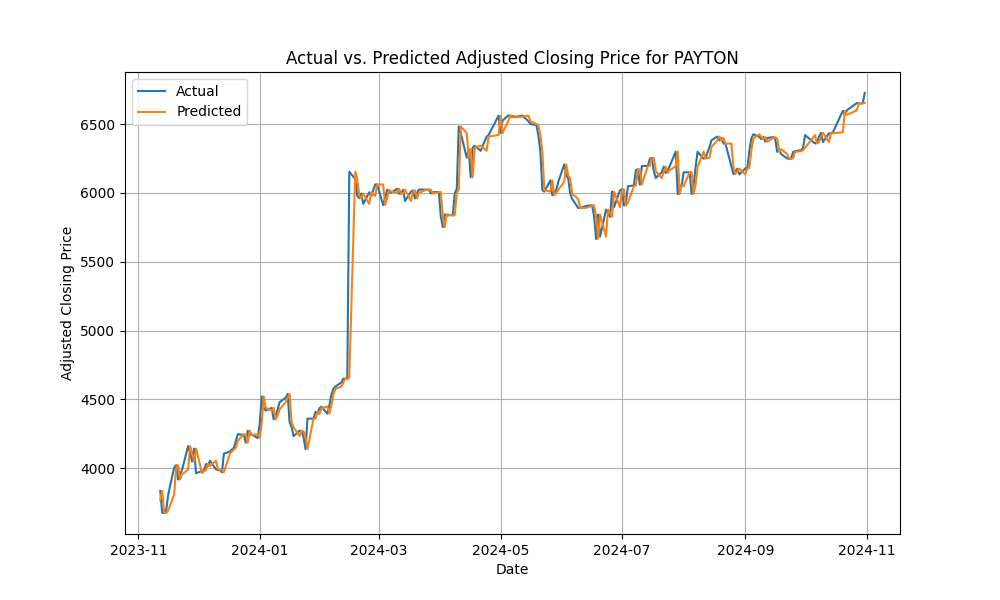 Actual vs. Predicted Adjusted Closing Price for PAYTON
Actual
Predicted
Adjusted Closing Price
6500
6000
5500
5000
4500
4000
2023-11 2024-01 2024-03 2024-05 2024-07 2024-09 2024-11
Date